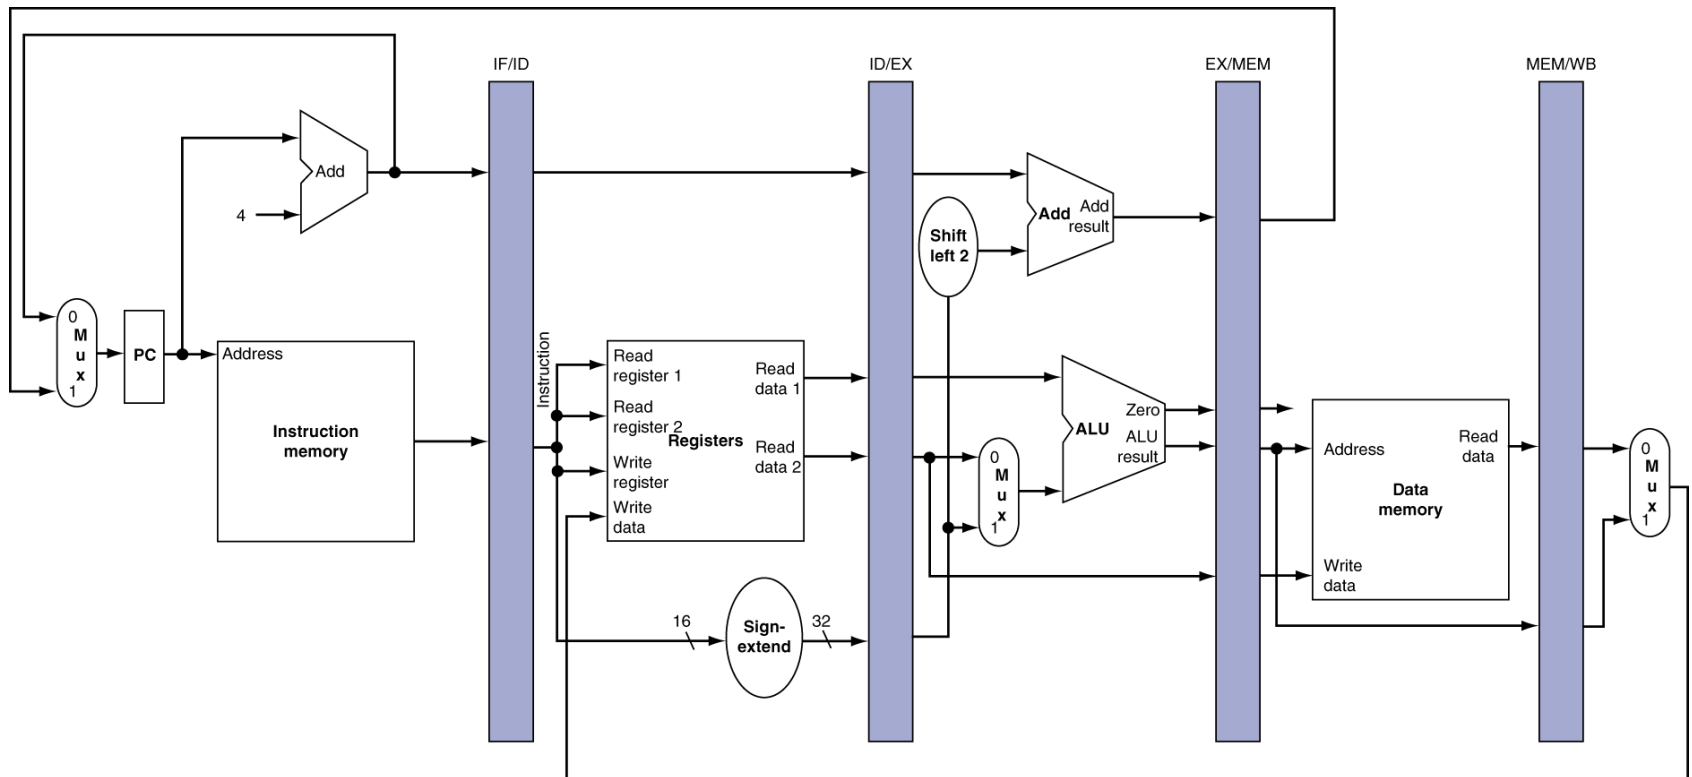 IF/ID
ID/EX
EX/MEM
MEM/WB
Add
4
Add
Add
result
Shift
left 2
0
M
u
x
1
PC
Address
Instruction
memory
Instruction
Read
register 1
Read
register 2
Write
register
Write
data
Registers
Read
data 1
Read
data 2
16
Sign-
extend
32
0
M
u
x
1
ALU
Zero
ALU
result
Address
Read
data
Data
memory
Write
data
0
M
u
x
1